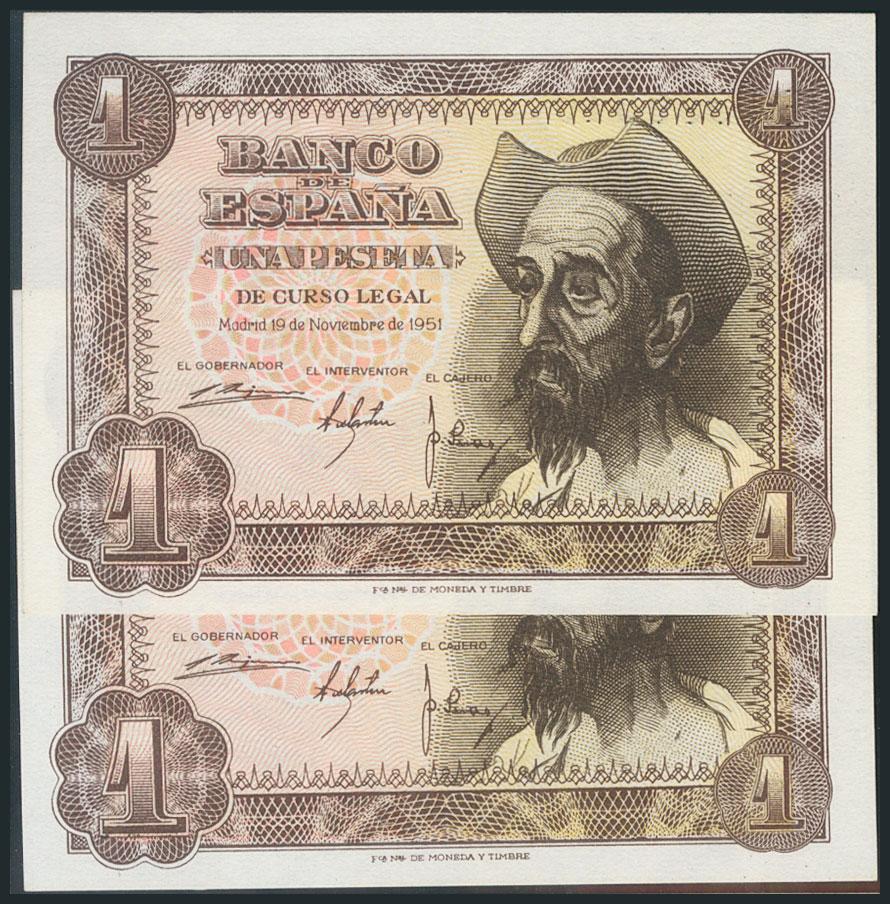 1 1
BANCO
DE
ESPAÑA
UNA PESETA
DE CURSO LEGAL
Madrid 19 de Noviembre de 1951
EL GOBERNADOR EL INTERVENTOR EL CAJERO
1 1
Fca Nal DE MONEDA Y TIMBRE
EL GOBERNADOR EL INTERVENTOR EL CAJERO
1 1
Fca Nal DE MONEDA Y TIMBRE